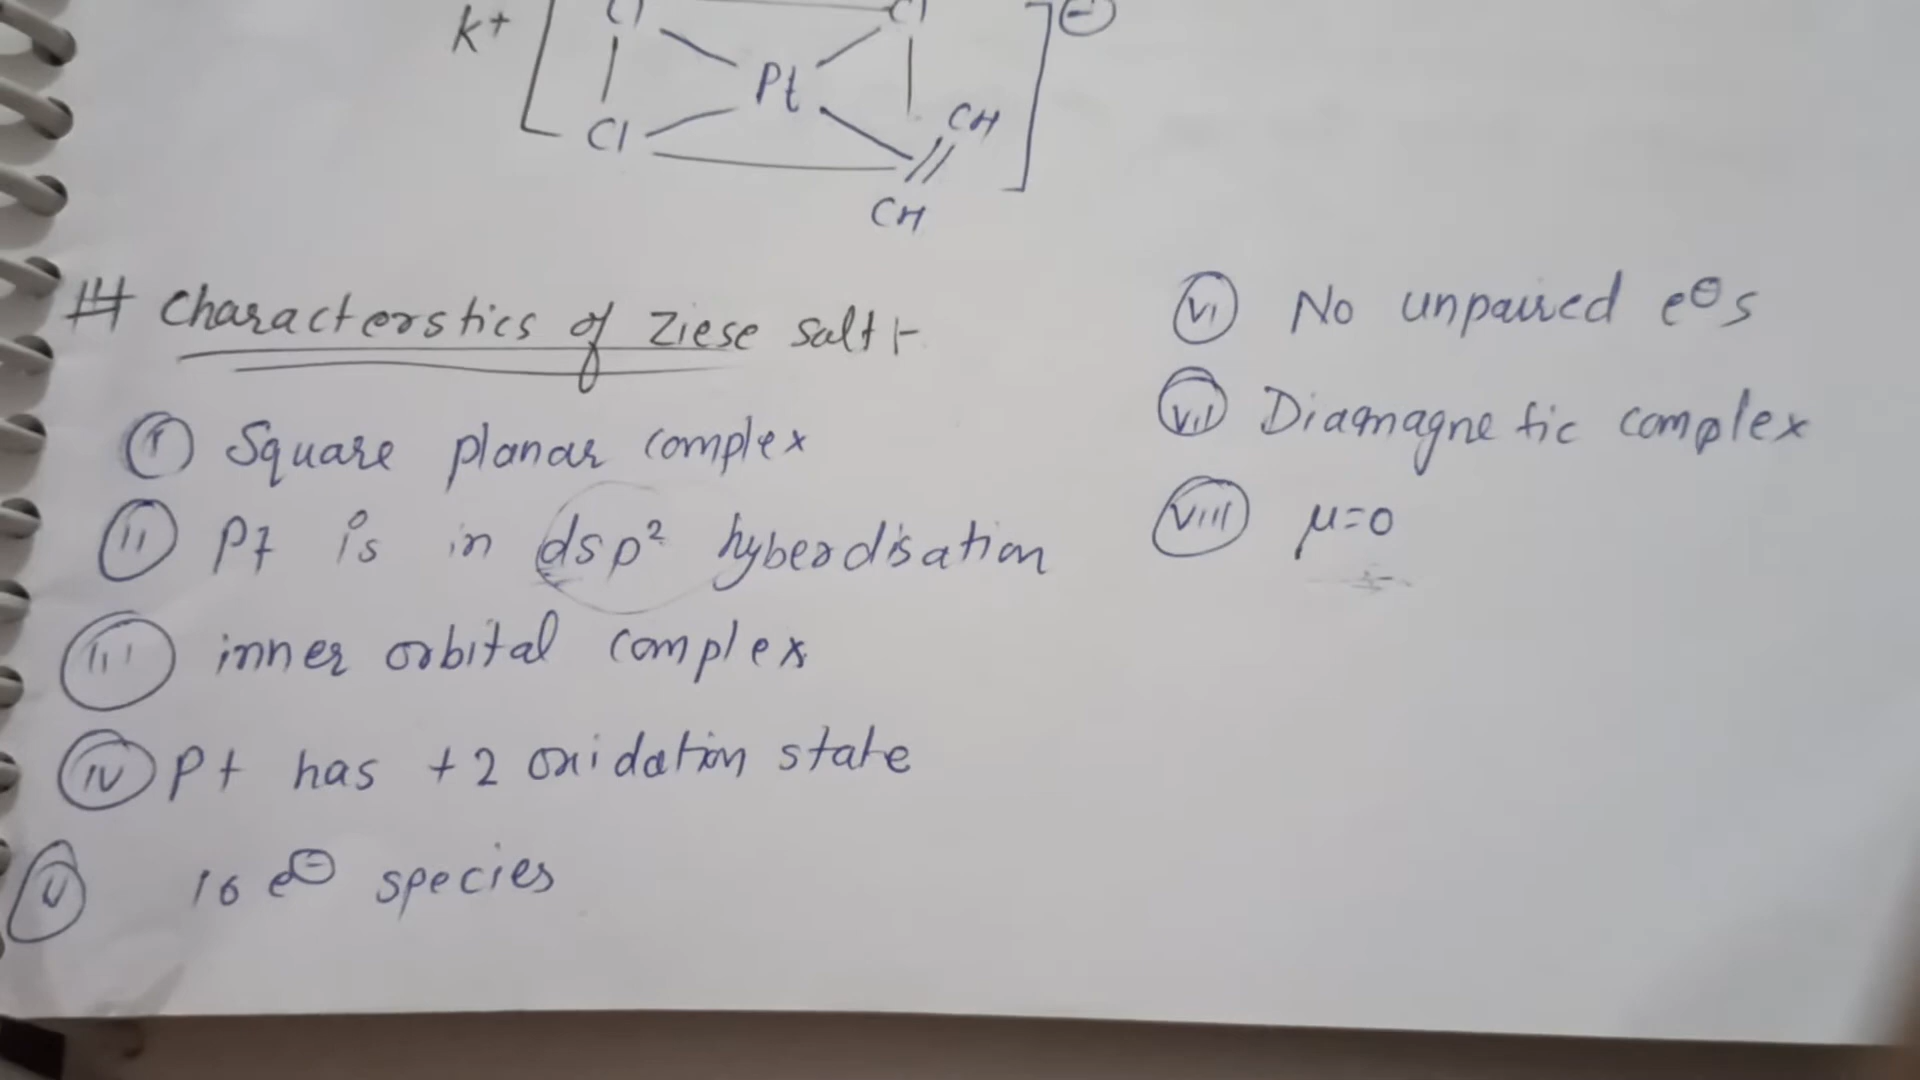 k+
Cl Cl
Pt
⊖
Cl
CH
CH
# Characterstics of Ziese salt :-
(i) Square planar complex
(ii) Pt is in dsp² hyberdisation
(iii) inner orbital complex
(iv) Pt has +2 oxidation state
(v) 16 e⊖ species
(vi) No unpaired e⊖s
(vii) Diamagnetic complex
(viii) μ=0